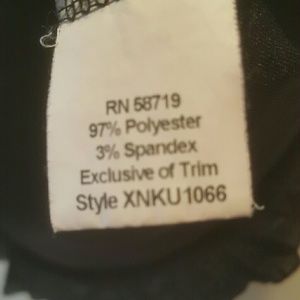 RN 58719
97% Polyester
3% Spandex
Exclusive of Trim
Style XNKU1066